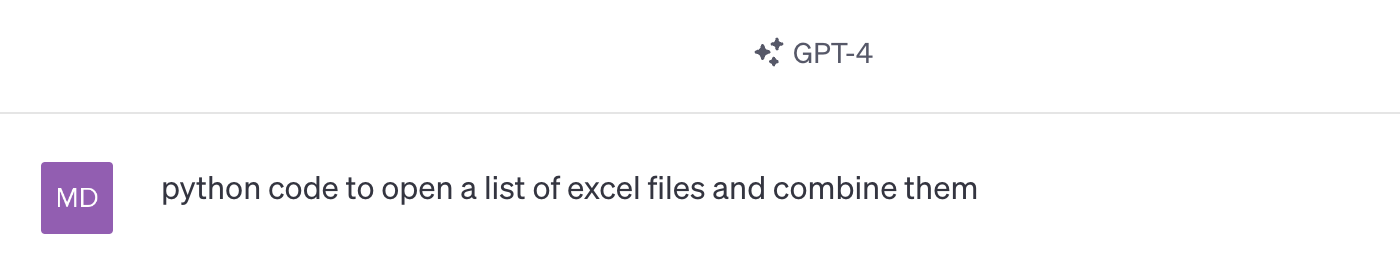 GPT-4
MD
python code to open a list of excel files and combine them